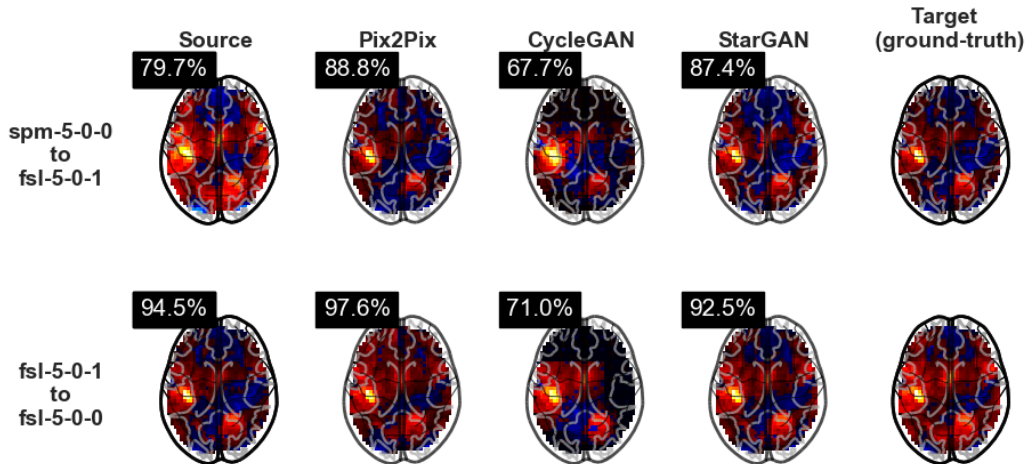 Source
Pix2Pix
CycleGAN
StarGAN
Target
(ground-truth)
79.7%
88.8%
67.7%
87.4%
spm-5-0-0
to
fsl-5-0-1
94.5%
97.6%
71.0%
92.5%
fsl-5-0-1
to
fsl-5-0-0